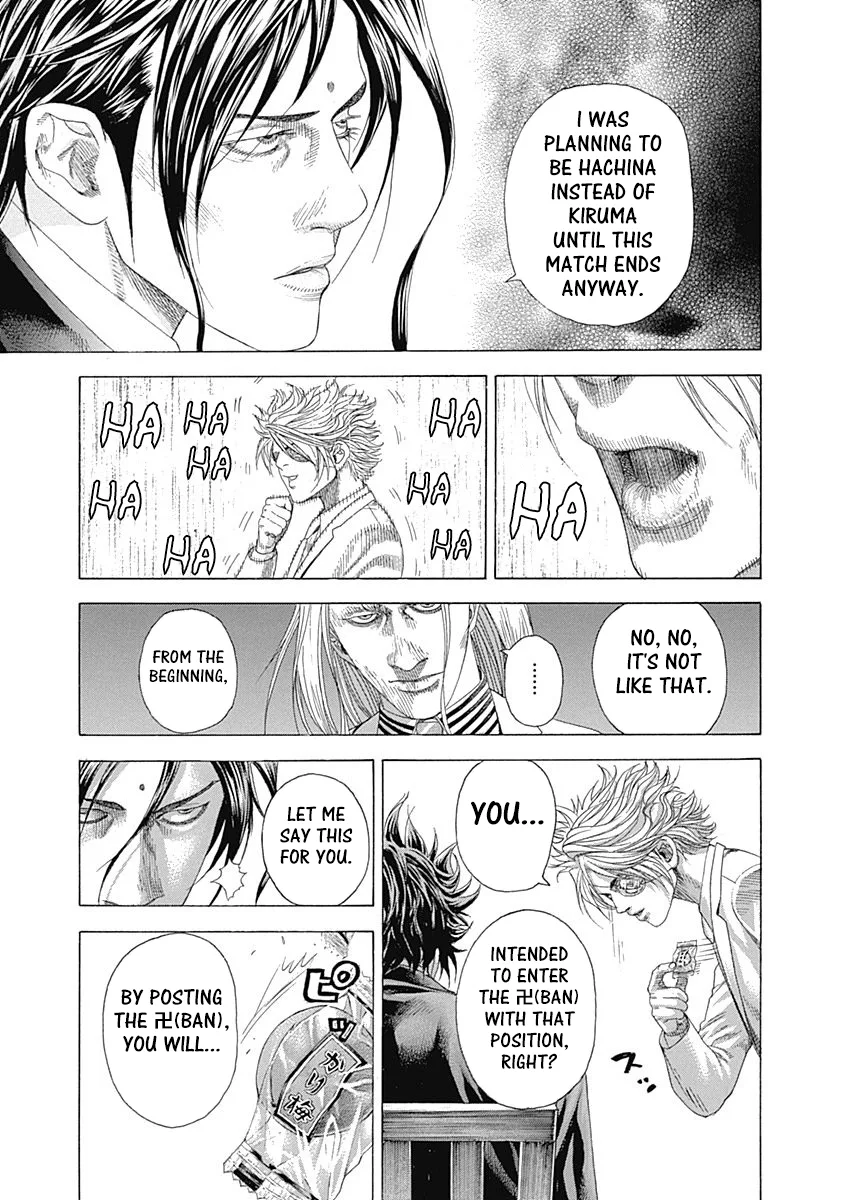 I WAS
PLANNING TO
BE HACHINA
INSTEAD OF
KIRUMA
UNTIL THIS
MATCH ENDS
ANYWAY.
HA
HA
HA
HA
HA
HA
HA
HA
HA
NO, NO,
IT'S NOT
LIKE THAT.
......
FROM THE
BEGINNING,
YOU...
INTENDED
TO ENTER
THE 卍(BAN)
WITH THAT
POSITION,
RIGHT?
ス"
LET ME
SAY THIS
FOR YOU.
BY POSTING
THE 卍(BAN),
YOU WILL...
ピッ
かり梅